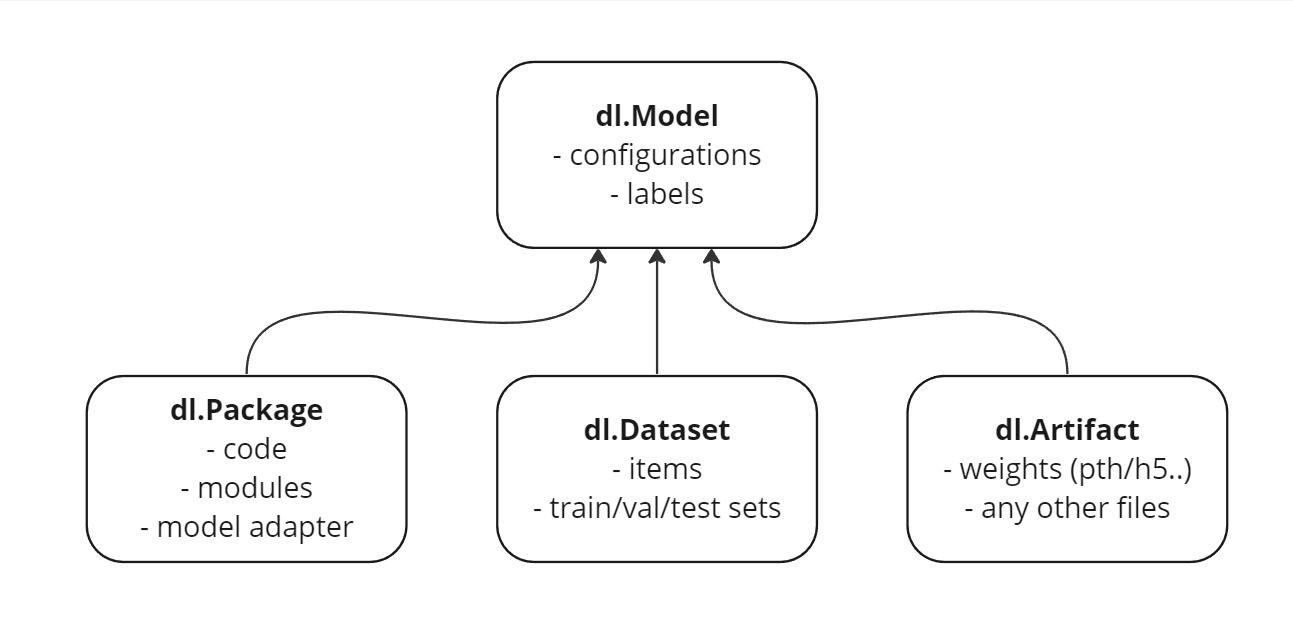 dl.Model
- configurations
- labels
dl.Package
- code
- modules
- model adapter
dl.Dataset
- items
- train/val/test sets
dl.Artifact
- weights (pth/h5..)
- any other files